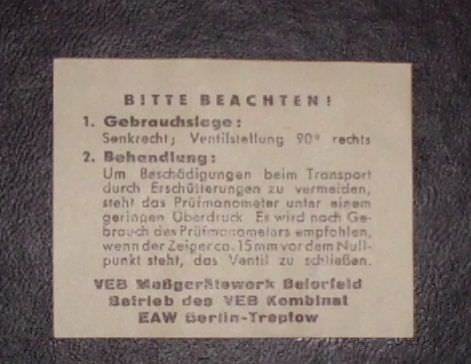 BITTE BEACHTEN!
1. Gebrauchslage:
Senkrecht; Ventilstellung 90° rechts
2. Behandlung:
Um Beschädigungen beim Transport
durch Erschütterungen zu vermeiden,
steht das Prüfmanometer unter einem
geringen Überdruck. Es wird nach Ge-
brauch des Prüfmanometers empfohlen,
wenn der Zeiger ca. 15 mm vor dem Null-
punkt steht, das Ventil zu schließen.
VEB Maßgerätewerk Beierfeld
Betrieb des VEB Kombinat
EAW Berlin-Treptow